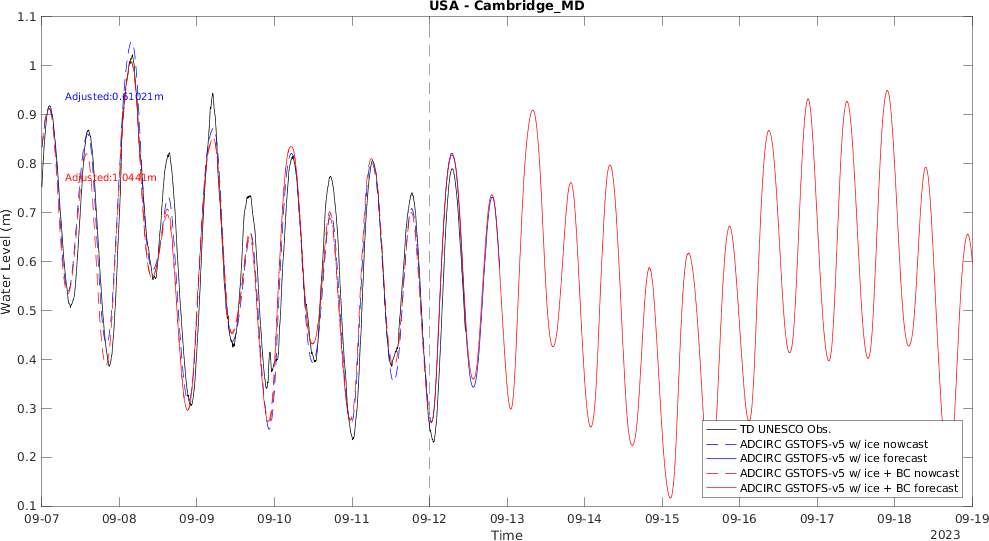 USA - Cambridge_MD
1.1
1
0.9
0.8
0.7
0.6
0.5
0.4
0.3
0.2
0.1
Water Level (m)
Adjusted:0.61021m
Adjusted:1.0441m
TD UNESCO Obs.
ADCIRC GSTOFS-v5 w/ ice nowcast
ADCIRC GSTOFS-v5 w/ ice forecast
ADCIRC GSTOFS-v5 w/ ice + BC nowcast
ADCIRC GSTOFS-v5 w/ ice + BC forecast
09-07 09-08 09-09 09-10 09-11 09-12 09-13 09-14 09-15 09-16 09-17 09-18 09-19
Time
2023